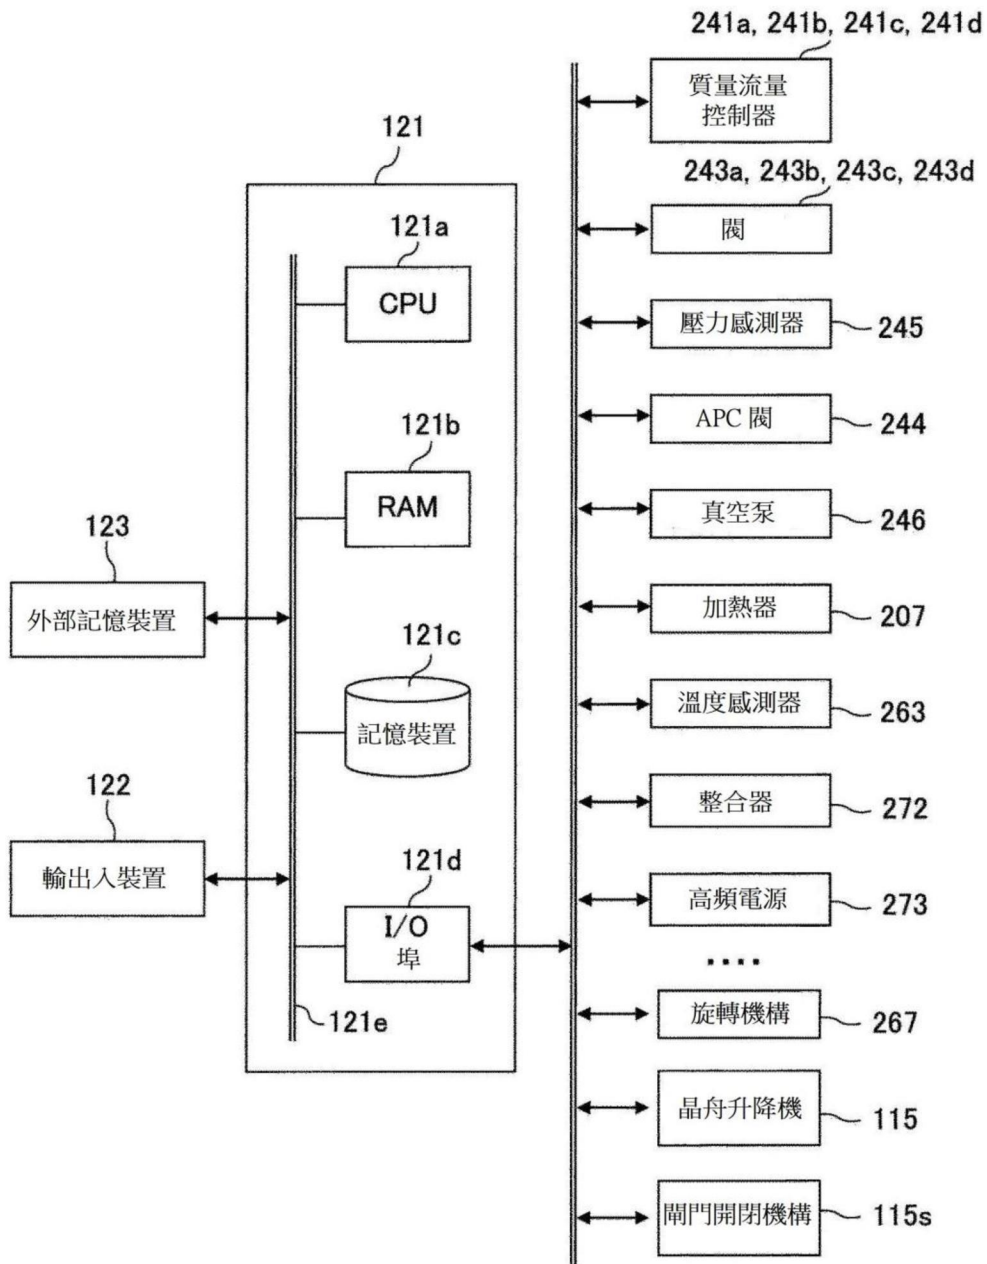 241a, 241b, 241c, 241d
質量流量
控制器
121
243a, 243b, 243c, 243d
閥
121a
CPU
壓力感測器
245
121b
RAM
APC 閥
244
真空泵
246
123
外部記憶裝置
加熱器
207
121c
記憶裝置
溫度感測器
263
122
輸出入裝置
整合器
272
121d
I/O
埠
高頻電源
273
....
121e
旋轉機構
267
晶舟升降機
115
閘門開閉機構
115s